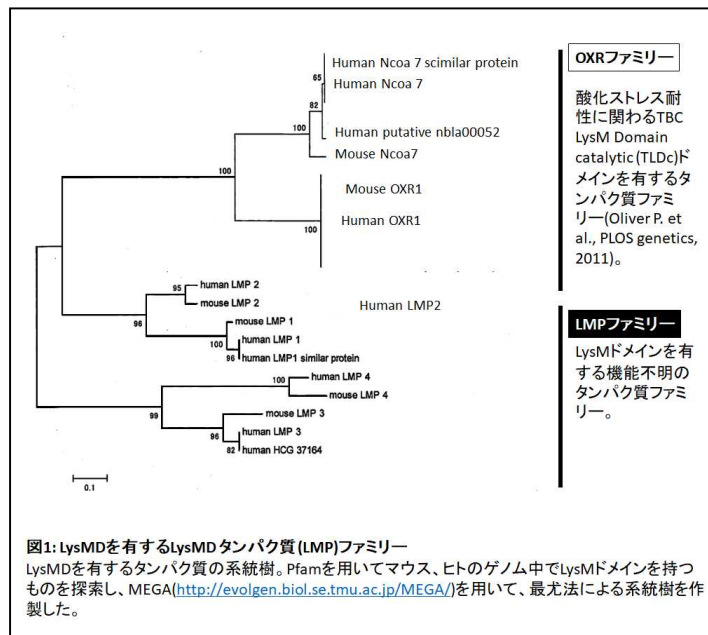 Human Ncoa 7 scimilar protein
65
Human Ncoa 7
82
100
Human putative nbla00052
Mouse Ncoa7
100
Mouse OXR1
Human OXR1
100
human LMP 2
95
mouse LMP 2
Human LMP2
96
mouse LMP 1
100
human LMP 1
96
human LMP1 similar protein
human LMP 4
100
mouse LMP 4
99
mouse LMP 3
96
human LMP 3
82
human HCG 37164
0.1
OXRファミリー
酸化ストレス耐
性に関わるTBC
LysM Domain
catalytic (TLDc)ド
メインを有するタ
ンパク質ファミ
リー(Oliver P. et
al., PLOS genetics,
2011)。
LMPファミリー
LysMドメインを有
する機能不明の
タンパク質ファミ
リー。
図1: LysMDを有するLysMDタンパク質(LMP)ファミリー
LysMDを有するタンパク質の系統樹。Pfamを用いてマウス、ヒトのゲノム中でLysMドメインを持つ
ものを探索し、MEGA(http://evolgen.biol.se.tmu.ac.jp/MEGA/)を用いて、最尤法による系統樹を作
製した。